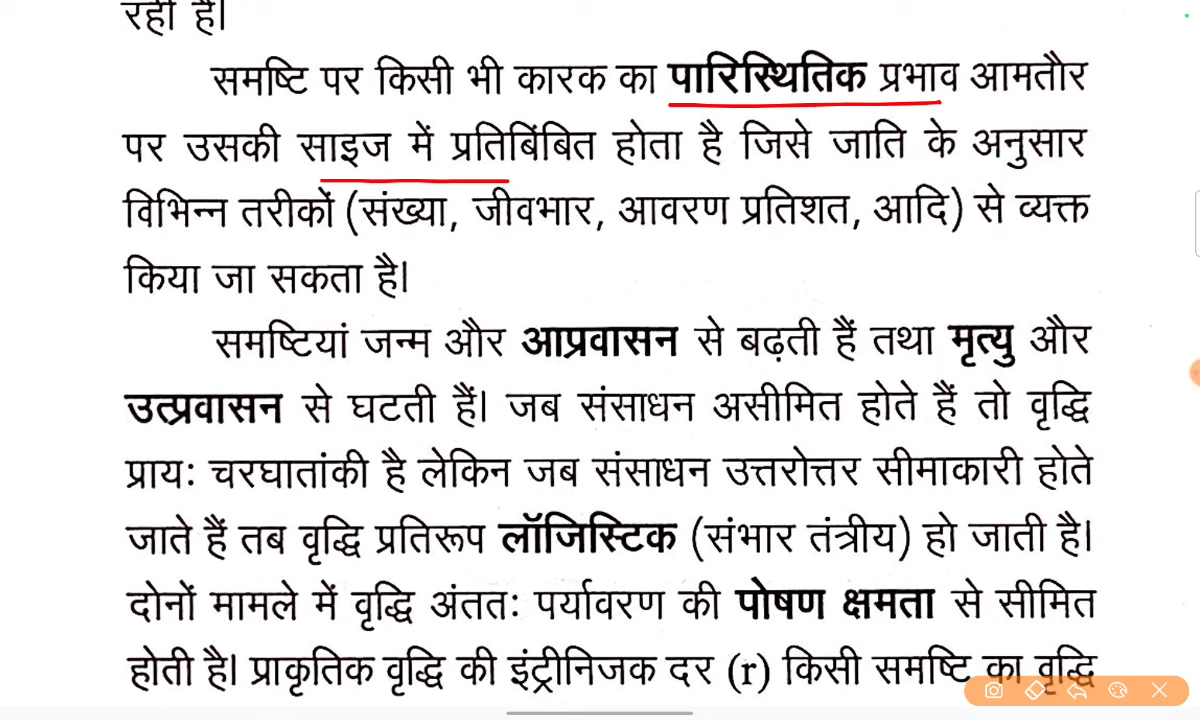 रही है।
समष्टि पर किसी भी कारक का पारिस्थितिक प्रभाव आमतौर
पर उसकी साइज में प्रतिबिंबित होता है जिसे जाति के अनुसार
विभिन्न तरीकों (संख्या, जीवभार, आवरण प्रतिशत, आदि) से व्यक्त
किया जा सकता है।
समष्टियां जन्म और आप्रवासन से बढ़ती हैं तथा मृत्यु और
उत्प्रवासन से घटती हैं। जब संसाधन असीमित होते हैं तो वृद्धि
प्रायः चरघातांकी है लेकिन जब संसाधन उत्तरोत्तर सीमाकारी होते
जाते हैं तब वृद्धि प्रतिरूप लॉजिस्टिक (संभार तंत्रीय) हो जाती है।
दोनों मामले में वृद्धि अंततः पर्यावरण की पोषण क्षमता से सीमित
होती है। प्राकृतिक वृद्धि की इंट्रीनिजक दर (r) किसी समष्टि का वृद्धि